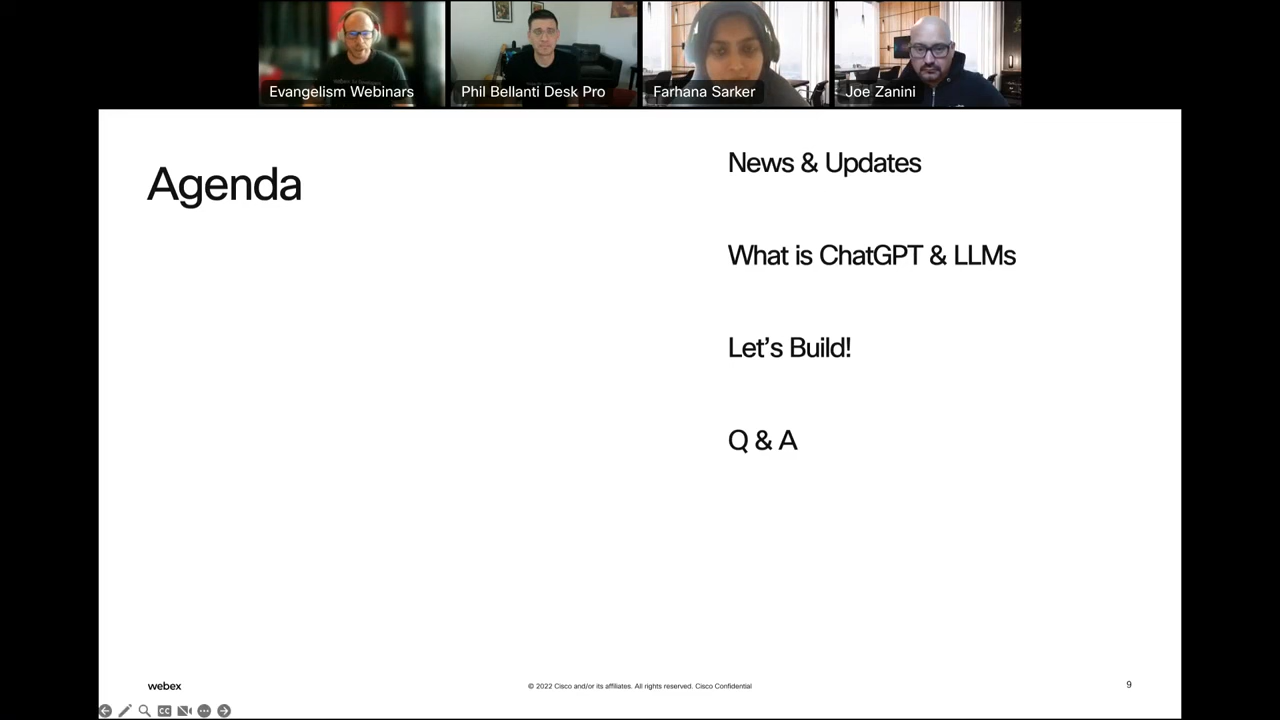 Evangelism Webinars
Phil Bellanti Desk Pro
Farhana Sarker
Joe Zanini
Agenda
News & Updates
What is ChatGPT & LLMs
Let’s Build!
Q & A
webex
© 2022 Cisco and/or its affiliates. All rights reserved. Cisco Confidential
9
CC